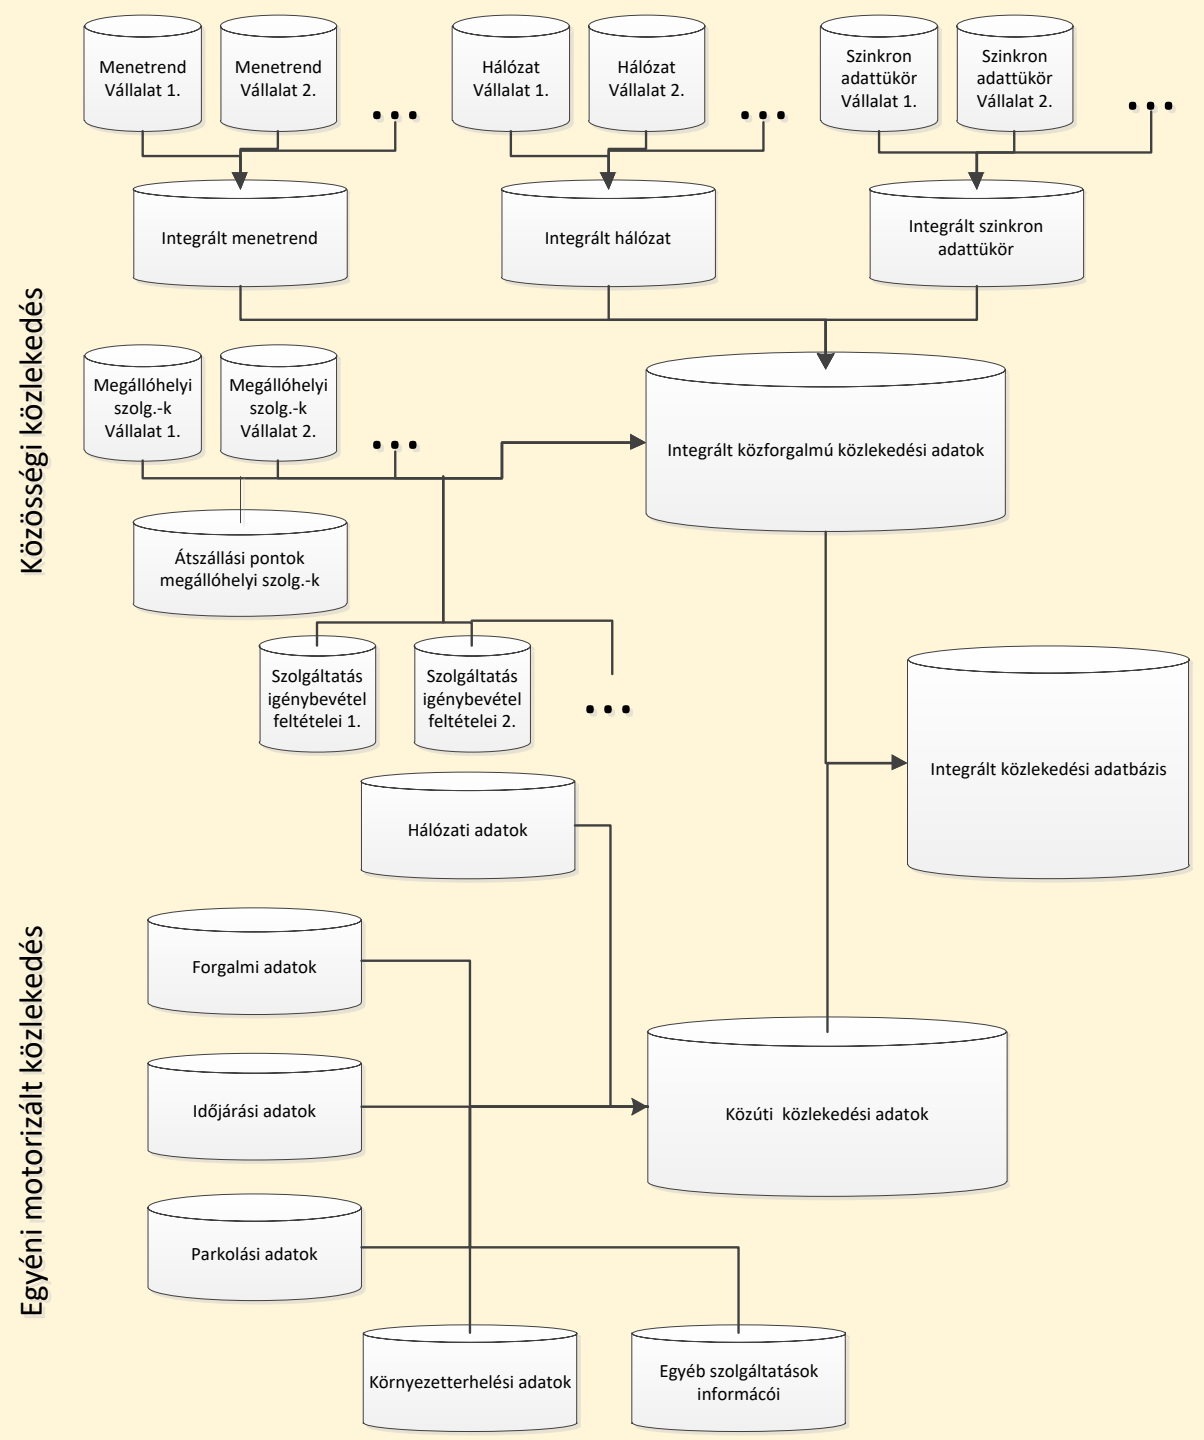 Menetrend
Vállalat 1.
Menetrend
Vállalat 2.
...
Hálózat
Vállalat 1.
Hálózat
Vállalat 2.
...
Szinkron
adattükör
Vállalat 1.
Szinkron
adattükör
Vállalat 2.
...
Integrált menetrend
Integrált hálózat
Integrált szinkron
adattükör
Közösségi közlekedés
Megállóhelyi
szolg.-k
Vállalat 1.
Megállóhelyi
szolg.-k
Vállalat 2.
...
Integrált közforgalmú közlekedési adatok
Átszállási pontok
megállóhelyi szolg.-k
Szolgáltatás
igénybevétel
feltételei 1.
Szolgáltatás
igénybevétel
feltételei 2.
...
Integrált közlekedési adatbázis
Hálózati adatok
Egyéni motorizált közlekedés
Forgalmi adatok
Időjárási adatok
Közúti közlekedési adatok
Parkolási adatok
Környezetterhelési adatok
Egyéb szolgáltatások
informácói